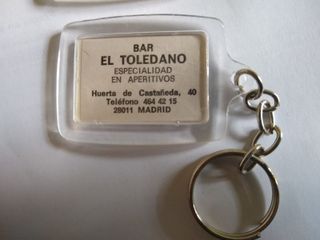 BAR
EL TOLEDANO
ESPECIALIDAD
EN APERITIVOS
Huerta de Castañeda, 40
Teléfono 464 42 15
28011 MADRID